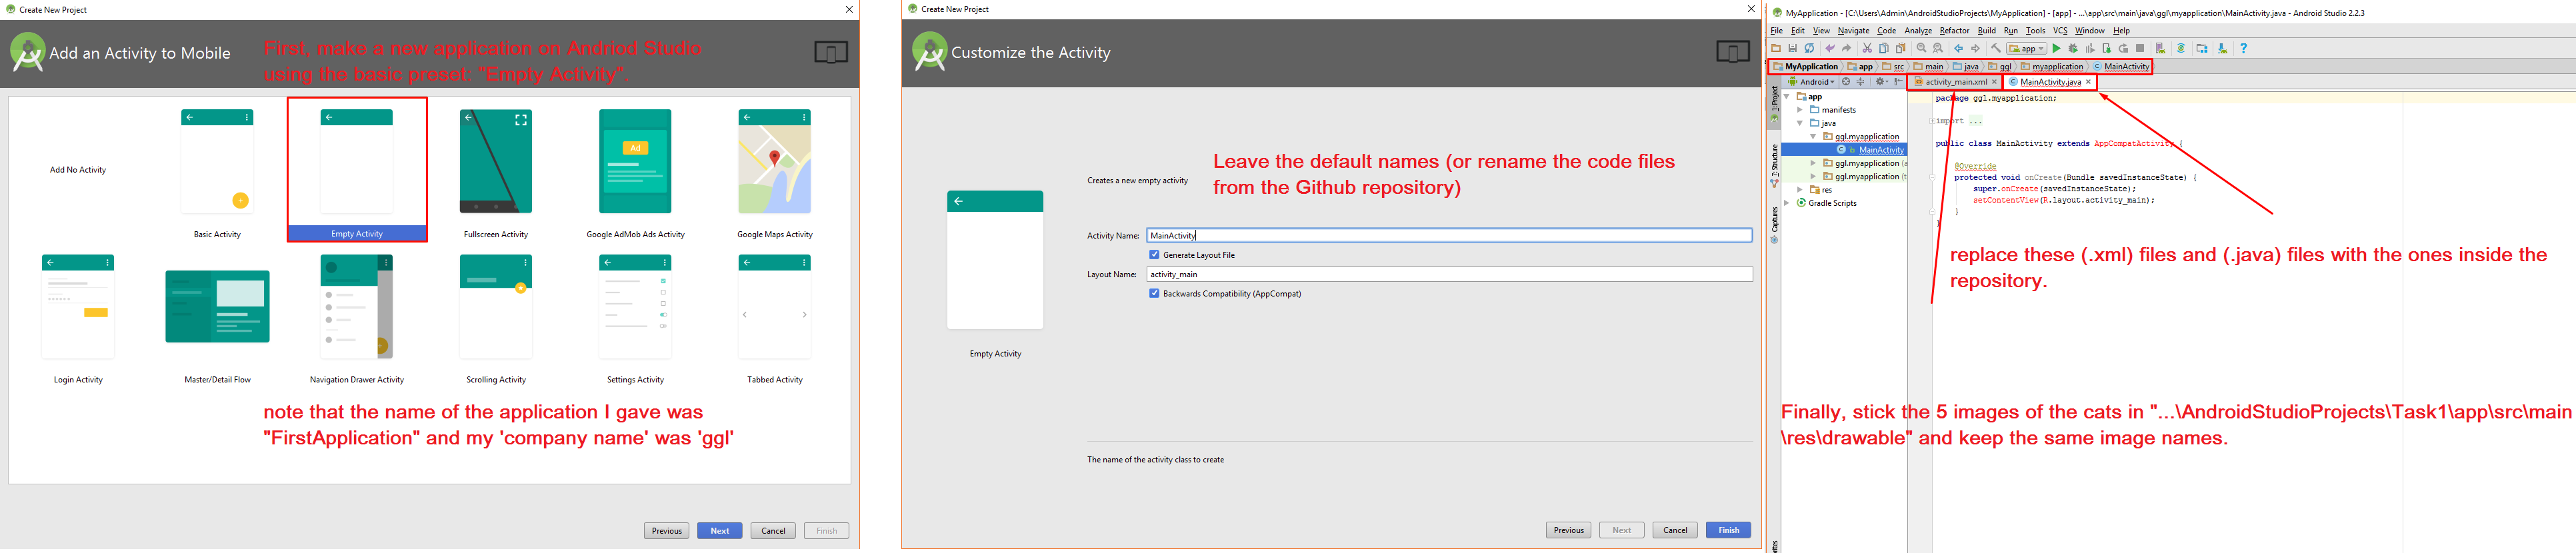 Create New Project
Add an Activity to Mobile
First, make a new application on Andriod Studio
using the basic preset: "Empty Activity".
Add No Activity
Basic Activity
Empty Activity
Fullscreen Activity
Ad
Google AdMob Ads Activity
Google Maps Activity
Login Activity
Master/Detail Flow
Navigation Drawer Activity
Scrolling Activity
Settings Activity
Tabbed Activity
note that the name of the application I gave was
"FirstApplication" and my 'company name' was 'ggl'
Previous
Next
Cancel
Finish
Create New Project
Customize the Activity
Leave the default names (or rename the code files
from the Github repository)
Creates a new empty activity
Activity Name: MainActivity
Generate Layout File
Layout Name: activity_main
Backwards Compatibility (AppCompat)
Empty Activity
The name of the activity class to create
Previous
Next
Cancel
Finish
MyApplication - [C:\Users\Admin\AndroidStudioProjects\MyApplication] - [app] - ...\app\src\main\java\ggl\myapplication\MainActivity.java - Android Studio 2.2.3
File Edit View Navigate Code Analyze Refactor Build Run Tools VCS Window Help
app
MyApplication app src main java ggl myapplication MainActivity
Android
activity_main.xml
MainActivity.java
1: Project
Z: Structure
Captures
app
manifests
java
ggl.myapplication
MainActivity
ggl.myapplication (a
ggl.myapplication (t
res
Gradle Scripts
package ggl.myapplication;
import ...
public class MainActivity extends AppCompatActivity {
@Override
protected void onCreate(Bundle savedInstanceState) {
super.onCreate(savedInstanceState);
setContentView(R.layout.activity_main);
}
}
replace these (.xml) files and (.java) files with the ones inside the
repository.
Finally, stick the 5 images of the cats in "...\AndroidStudioProjects\Task1\app\src\main
\res\drawable" and keep the same image names.